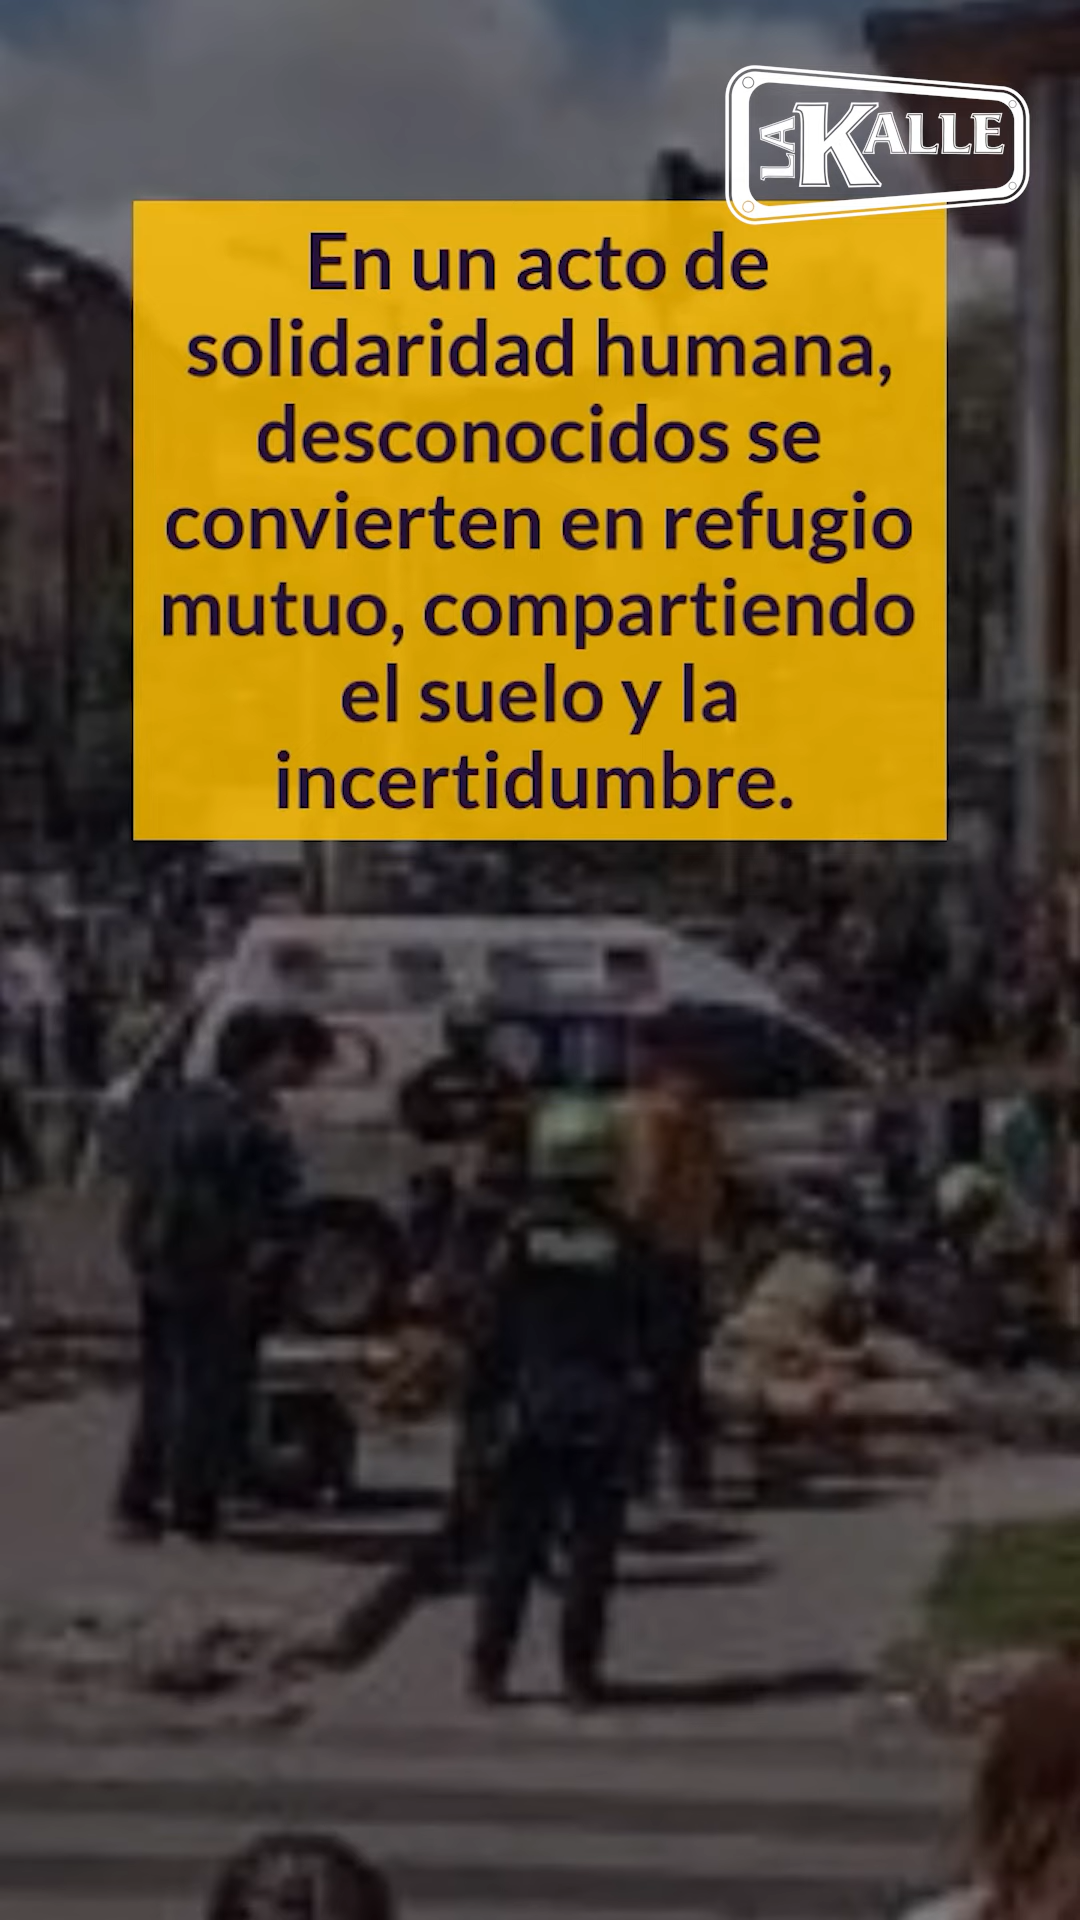 LA KALLE
En un acto de
solidaridad humana,
desconocidos se
convierten en refugio
mutuo, compartiendo
el suelo y la
incertidumbre.